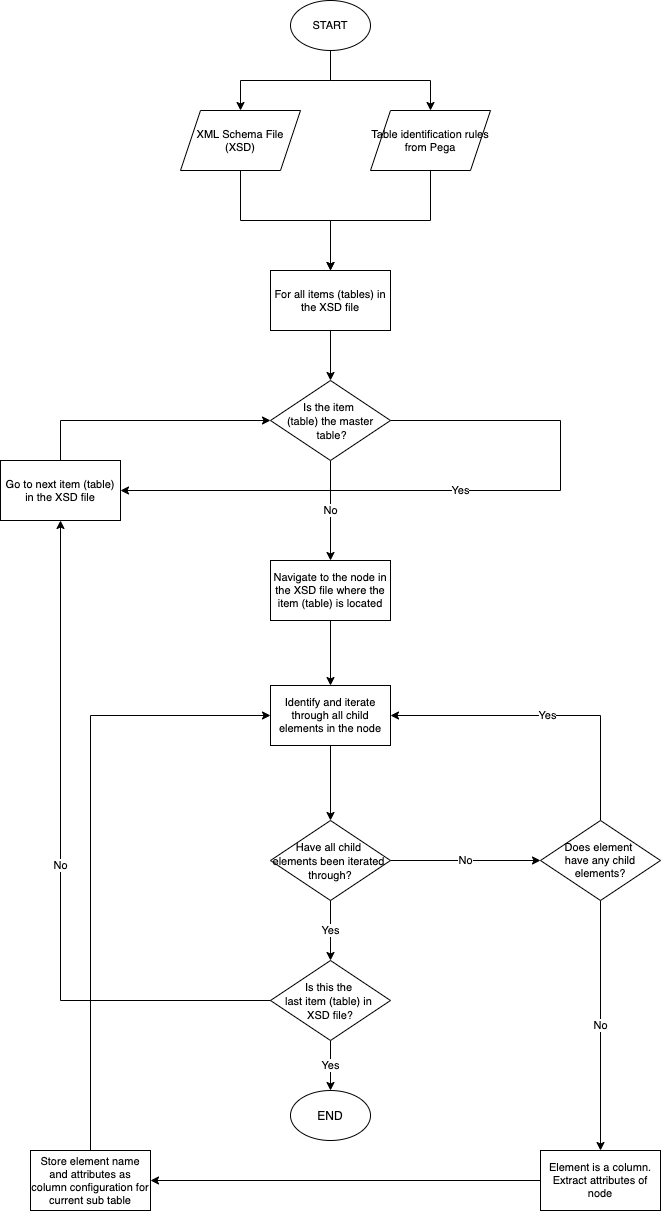 START
XML Schema File
(XSD)
Table identification rules
from Pega
For all items (tables) in
the XSD file
Is the item
(table) the master
table?
Go to next item (table)
in the XSD file
Yes
No
Navigate to the node in
the XSD file where the
item (table) is located
Identify and iterate
through all child
elements in the node
Yes
Have all child
elements been iterated
through?
No
Does element
have any child
elements?
No
Yes
Is this the
last item (table) in
XSD file?
No
Yes
END
Store element name
and attributes as
column configuration for
current sub table
Element is a column.
Extract attributes of
node